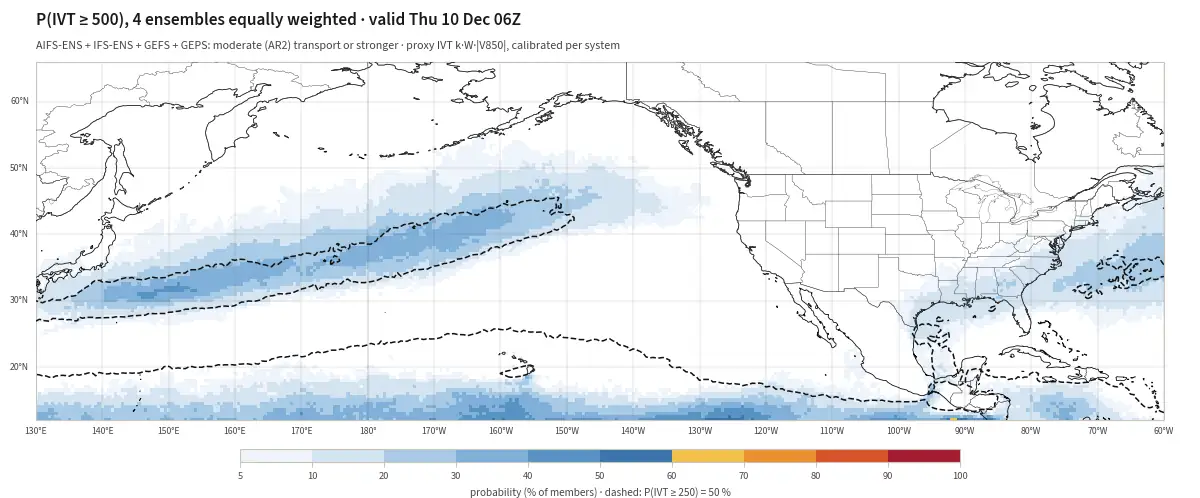 P(IVT ≥ 500), 4 ensembles equally weighted · valid Thu 10 Dec 06Z
AIFS-ENS + IFS-ENS + GEFS + GEPS: moderate (AR2) transport or stronger · proxy IVT k·W·|V850|, calibrated per system
60°N
50°N
40°N
30°N
20°N
130°E 140°E 150°E 160°E 170°E 180° 170°W 160°W 150°W 140°W 130°W 120°W 110°W 100°W 90°W 80°W 70°W 60°W
5 10 20 30 40 50 60 70 80 90 100
probability (% of members) · dashed: P(IVT ≥ 250) = 50 %